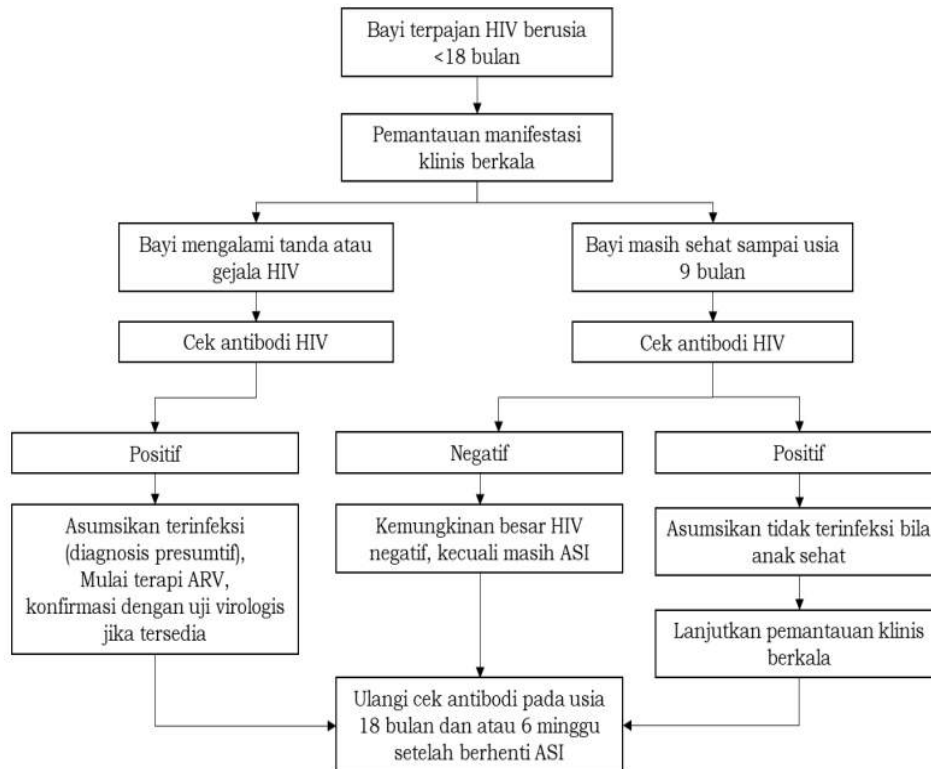 Bayi terpajan HIV berusia
<18 bulan
Pemantauan manifestasi
klinis berkala
Bayi mengalami tanda atau
gejala HIV
Bayi masih sehat sampai usia
9 bulan
Cek antibodi HIV
Cek antibodi HIV
Positif
Negatif
Positif
Asumsikan terinfeksi
(diagnosis presumtif),
Mulai terapi ARV,
konfirmasi dengan uji virologis
jika tersedia
Kemungkinan besar HIV
negatif, kecuali masih ASI
Asumsikan tidak terinfeksi bila
anak sehat
Lanjutkan pemantauan klinis
berkala
Ulangi cek antibodi pada usia
18 bulan dan atau 6 minggu
setelah berhenti ASI